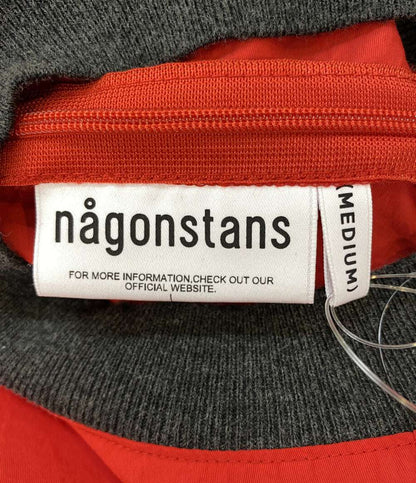 någonstans
FOR MORE INFORMATION,CHECK OUT OUR
OFFICIAL WEBSITE.
(MEDIUM)